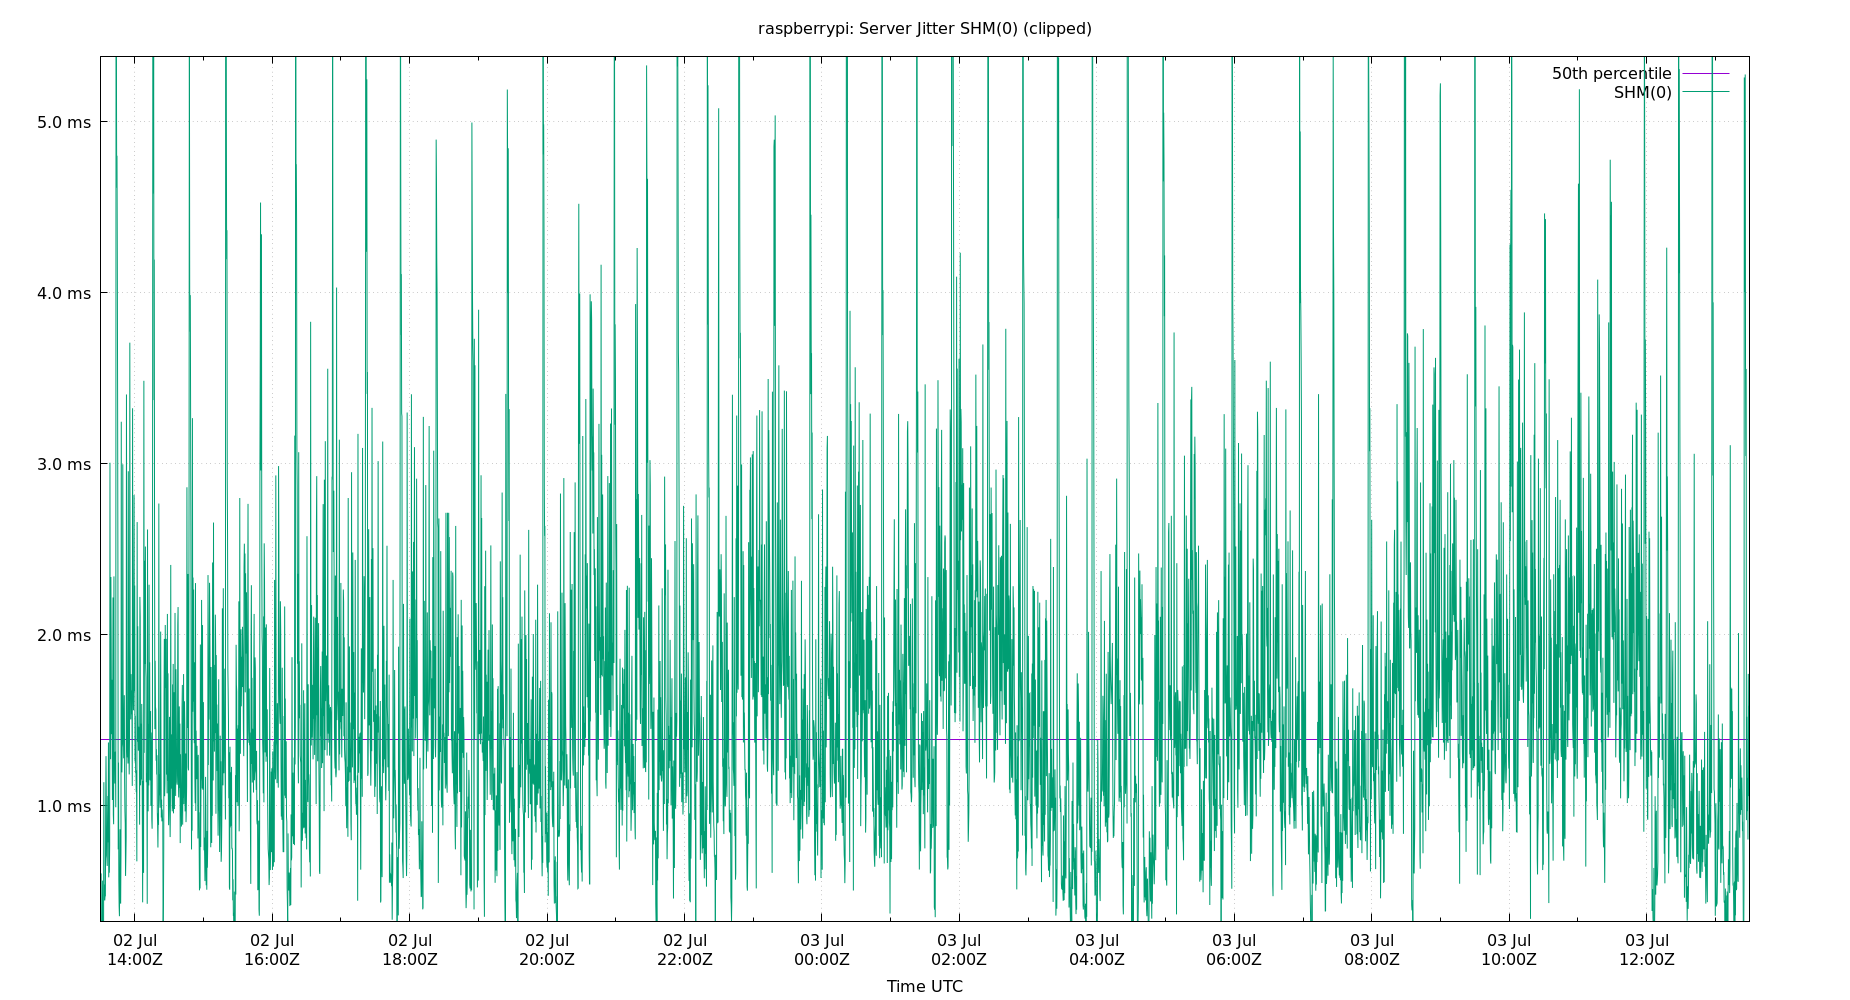 raspberrypi: Server Jitter SHM(0) (clipped)
50th percentile
SHM(0)
5.0 ms
4.0 ms
3.0 ms
2.0 ms
1.0 ms
02 Jul 02 Jul 02 Jul 02 Jul 02 Jul 03 Jul 03 Jul 03 Jul 03 Jul 03 Jul 03 Jul 03 Jul
14:00Z 16:00Z 18:00Z 20:00Z 22:00Z 00:00Z 02:00Z 04:00Z 06:00Z 08:00Z 10:00Z 12:00Z
Time UTC